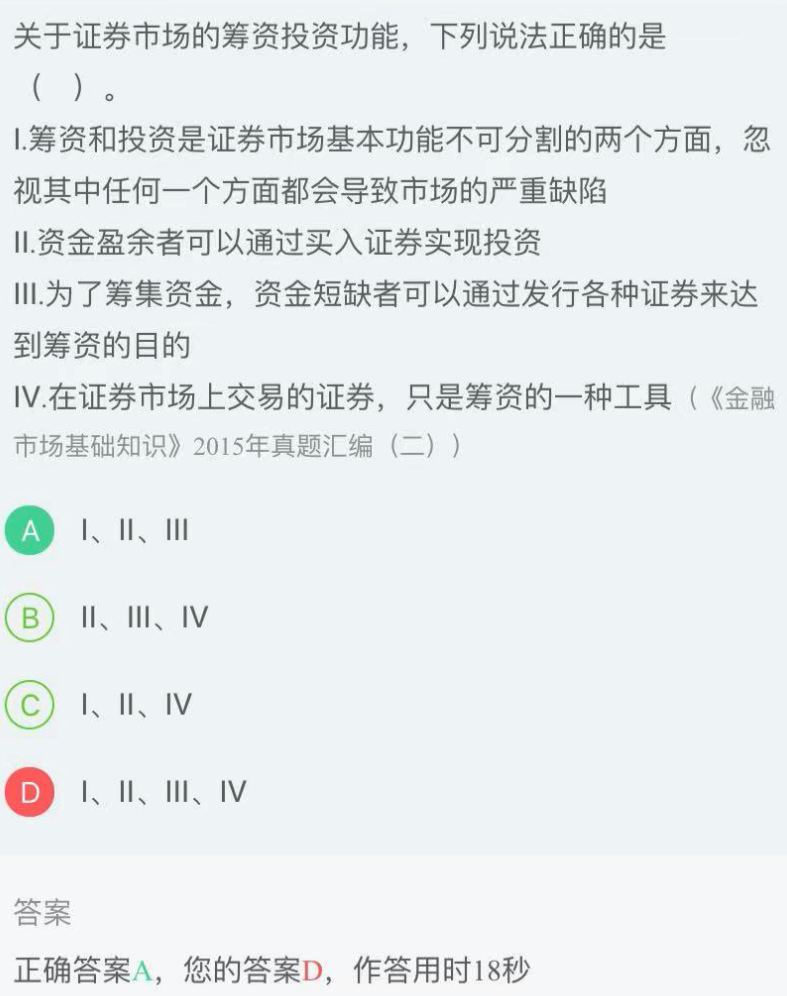 关于证券市场的筹资投资功能，下列说法正确的是
（ ）。
I.筹资和投资是证券市场基本功能不可分割的两个方面，忽
视其中任何一个方面都会导致市场的严重缺陷
II.资金盈余者可以通过买入证券实现投资
III.为了筹集资金，资金短缺者可以通过发行各种证券来达
到筹资的目的
IV.在证券市场上交易的证券，只是筹资的一种工具（《金融
市场基础知识》2015年真题汇编（二））
A I、II、III
B II、III、IV
C I、II、IV
D I、II、III、IV
答案
正确答案A，您的答案D，作答用时18秒